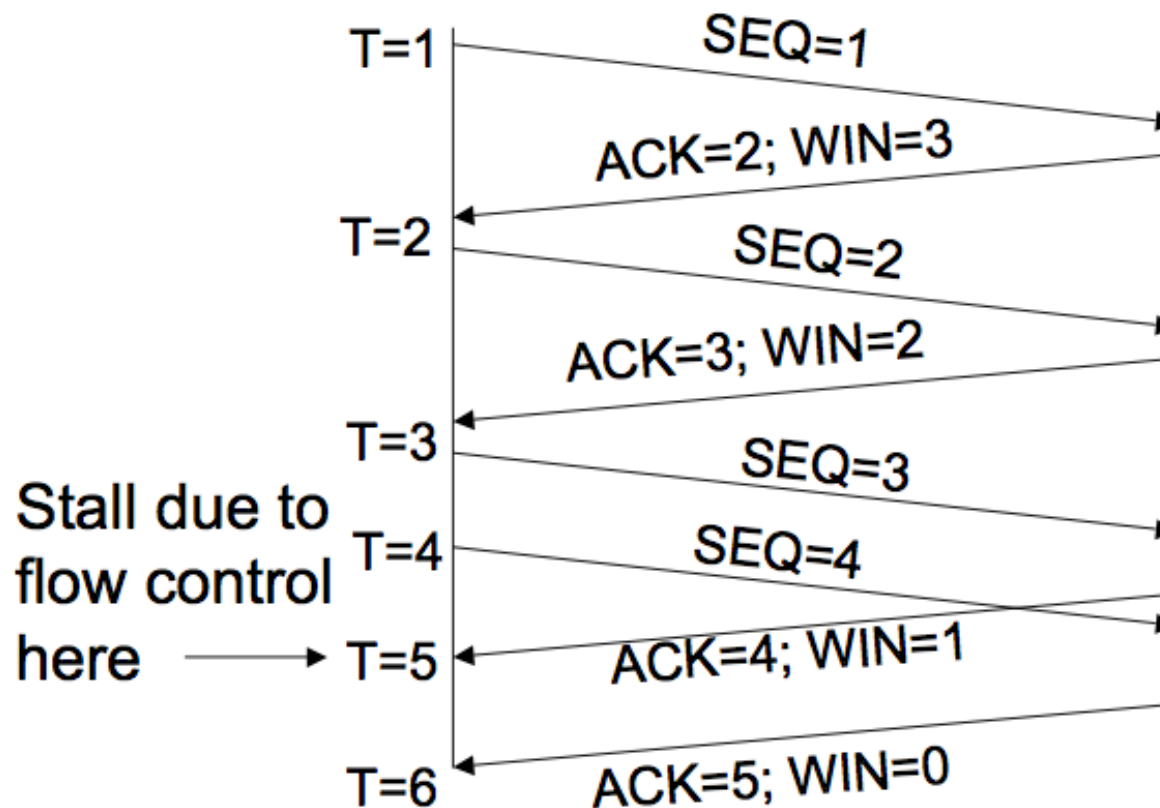 T=1
SEQ=1
ACK=2; WIN=3
T=2
SEQ=2
ACK=3; WIN=2
T=3
SEQ=3
Stall due to
flow control
here
T=4
SEQ=4
T=5
ACK=4; WIN=1
T=6
ACK=5; WIN=0